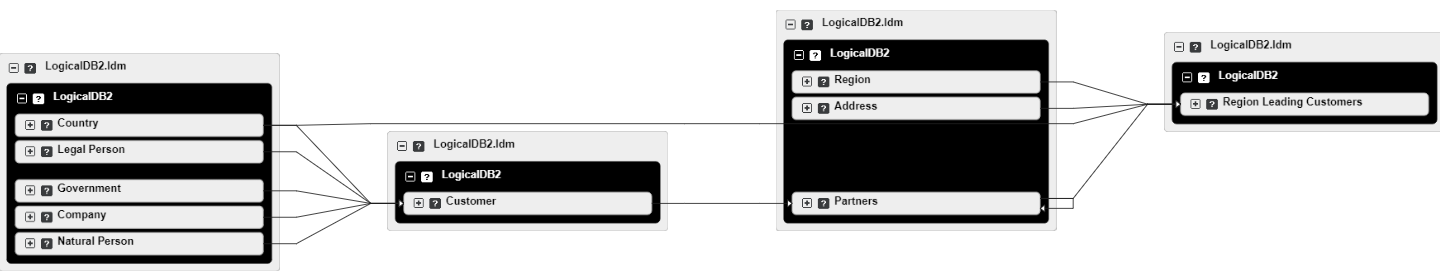 LogicalDB2.ldm
LogicalDB2
Country
Legal Person
Government
Company
Natural Person
LogicalDB2.ldm
LogicalDB2
Customer
LogicalDB2.ldm
LogicalDB2
Region
Address
Partners
LogicalDB2.ldm
LogicalDB2
Region Leading Customers